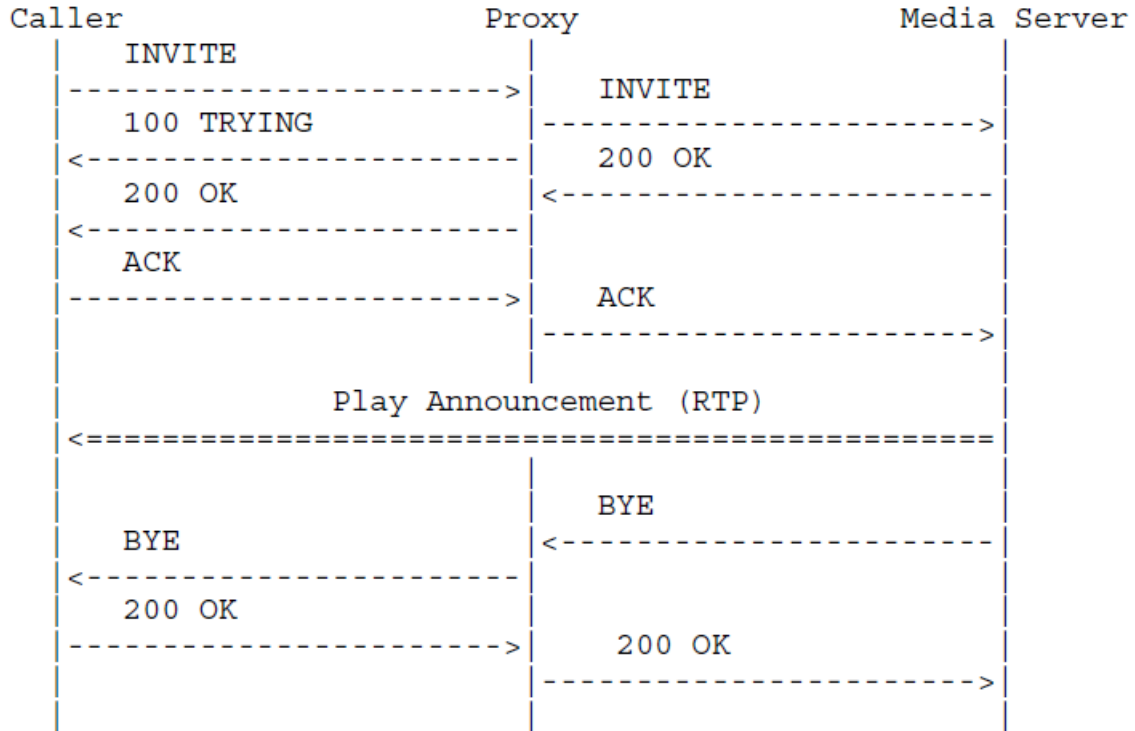 Caller Proxy Media Server
INVITE
INVITE
100 TRYING
200 OK
200 OK
ACK
ACK
Play Announcement (RTP)
BYE
BYE
200 OK
200 OK